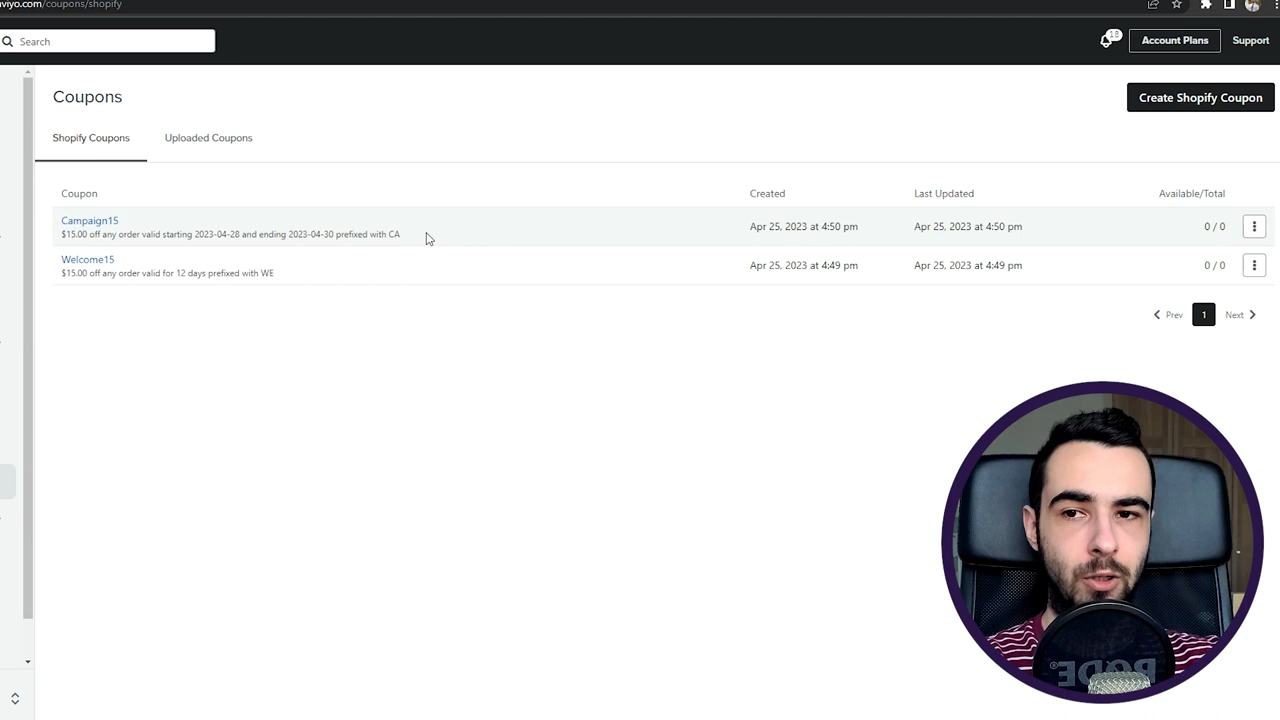 viyo.com/coupons/shopify
Search
18
Account Plans
Support
Coupons
Create Shopify Coupon
Shopify Coupons
Uploaded Coupons
Coupon
Created
Last Updated
Available/Total
Campaign15
$15.00 off any order valid starting 2023-04-28 and ending 2023-04-30 prefixed with CA
Apr 25, 2023 at 4:50 pm
Apr 25, 2023 at 4:50 pm
0 / 0
Welcome15
$15.00 off any order valid for 12 days prefixed with WE
Apr 25, 2023 at 4:49 pm
Apr 25, 2023 at 4:49 pm
0 / 0
Prev
1
Next
RODE